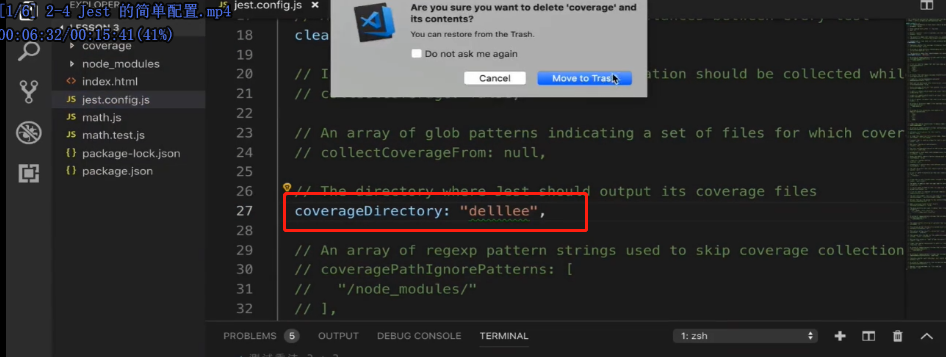 [1/6] 2-4 Jest 的简单配置.mp4
00:06:32/00:15:41(41%)
EXPLORER
LESSON 3
coverage
node_modules
index.html
JS jest.config.js
JS math.js
JS math.test.js
{} package-lock.json
{} package.json
jest.config.js
Are you sure you want to delete 'coverage' and
its contents?
You can restore from the Trash.
Do not ask me again
Cancel
Move to Trash
18 clea
19
20 // I ation should be collected whil
21 //
22
23 // An array of glob patterns indicating a set of files for which cover
24 // collectCoverageFrom: null,
25
26 // The directory where Jest should output its coverage files
27 coverageDirectory: "delllee",
28
29 // An array of regexp pattern strings used to skip coverage collection
30 // coveragePathIgnorePatterns: [
31 //   "/node_modules/"
32 // ],
PROBLEMS 5 OUTPUT DEBUG CONSOLE TERMINAL 1: zsh